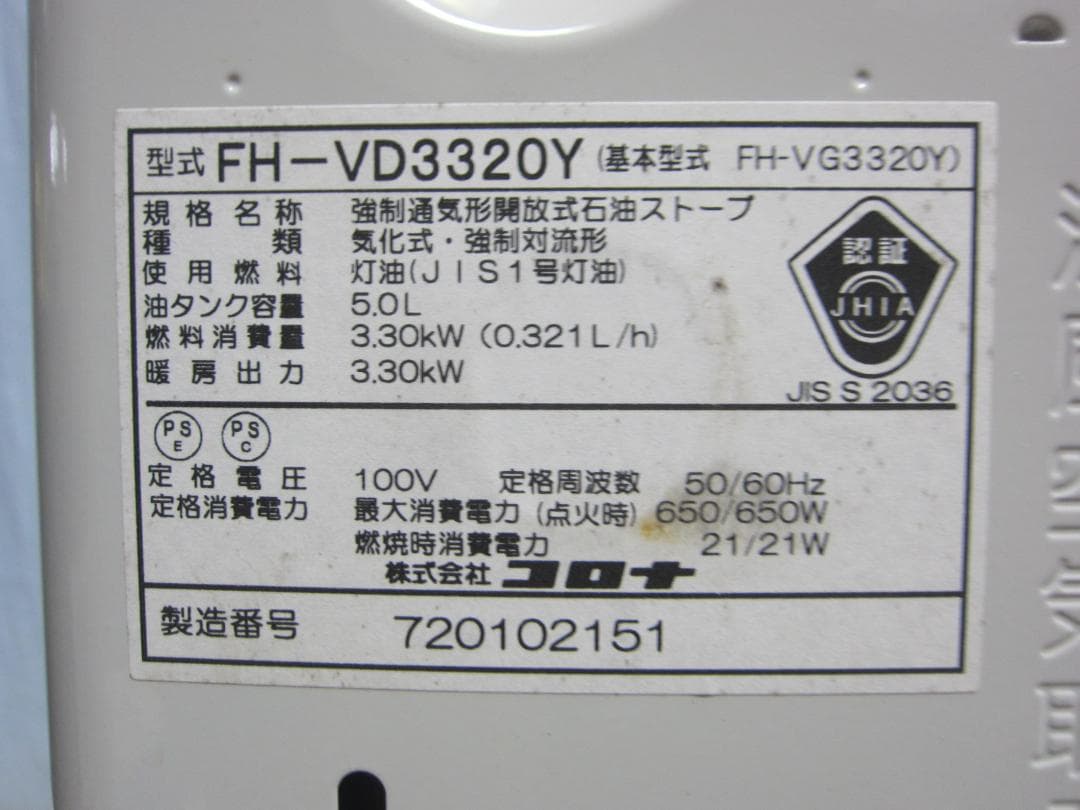 型式 FH-VD3320Y (基本型式 FH-VG3320Y)
規格名称 強制通気形開放式石油ストーブ
種類 気化式・強制対流形
使用燃料 灯油(JIS1号灯油)
油タンク容量 5.0L
燃料消費量 3.30kW (0.321L/h)
暖房出力 3.30kW
認証
JHIA
JIS S 2036
PS E PS C
定格電圧 100V 定格周波数 50/60Hz
定格消費電力 最大消費電力(点火時) 650/650W
燃焼時消費電力 21/21W
株式会社 コロナ
製造番号 720102151